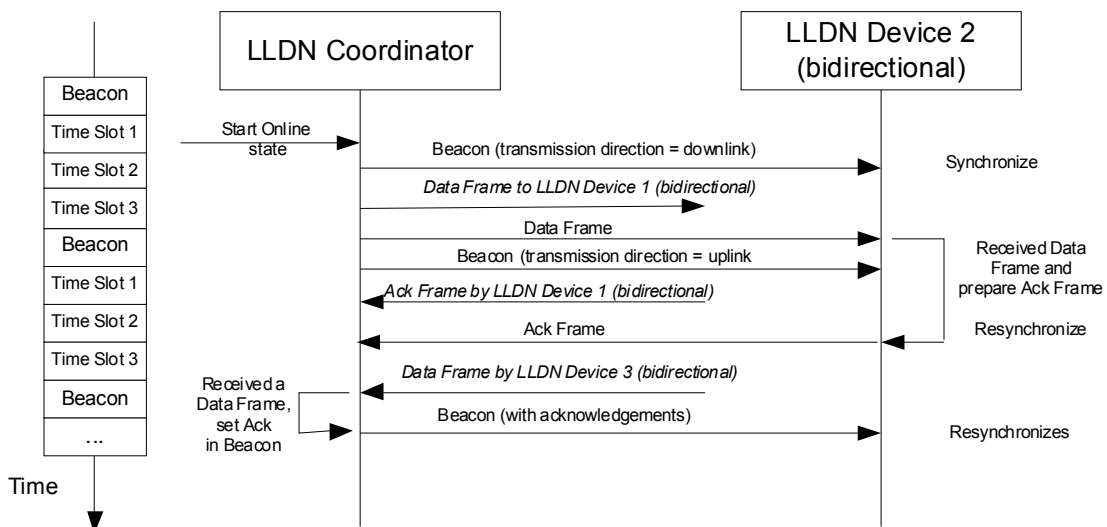 LLDN Coordinator
LLDN Device 2
(bidirectional)
Beacon
Time Slot 1
Time Slot 2
Time Slot 3
Beacon
Time Slot 1
Time Slot 2
Time Slot 3
Beacon
...
Time
Start Online
state
Beacon (transmission direction = downlink)
Synchronize
Data Frame to LLDN Device 1 (bidirectional)
Data Frame
Beacon (transmission direction = uplink
Received Data
Frame and
prepare Ack Frame
Ack Frame by LLDN Device 1 (bidirectional)
Ack Frame
Resynchronize
Data Frame by LLDN Device 3 (bidirectional)
Received a
Data Frame,
set Ack
in Beacon
Beacon (with acknowledgements)
Resynchronizes